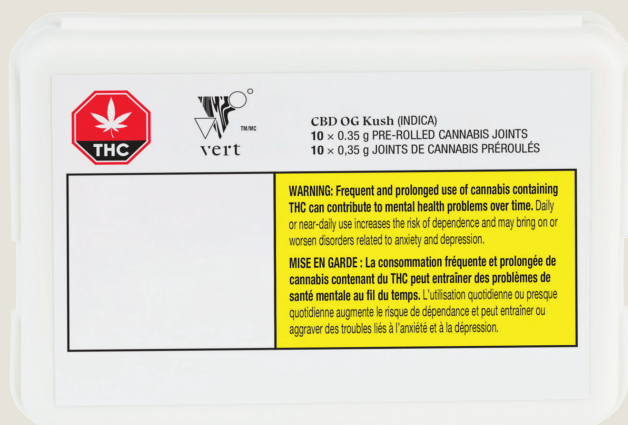 THC
vert
TM/MC
CBD OG Kush (INDICA)
10 × 0.35 g PRE-ROLLED CANNABIS JOINTS
10 × 0,35 g JOINTS DE CANNABIS PRÉROULÉS
WARNING: Frequent and prolonged use of cannabis containing
THC can contribute to mental health problems over time. Daily
or near-daily use increases the risk of dependence and may bring on or
worsen disorders related to anxiety and depression.
MISE EN GARDE : La consommation fréquente et prolongée de
cannabis contenant du THC peut entraîner des problèmes de
santé mentale au fil du temps. L'utilisation quotidienne ou presque
quotidienne augmente le risque de dépendance et peut entraîner ou
aggraver des troubles liés à l'anxiété et à la dépression.